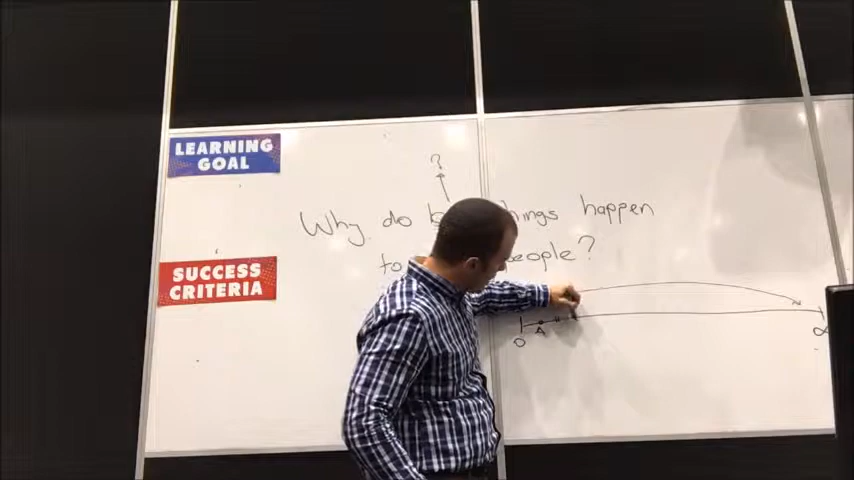 LEARNING
GOAL
?
Why do things happen
to people?
SUCCESS
CRITERIA
A
0
∞